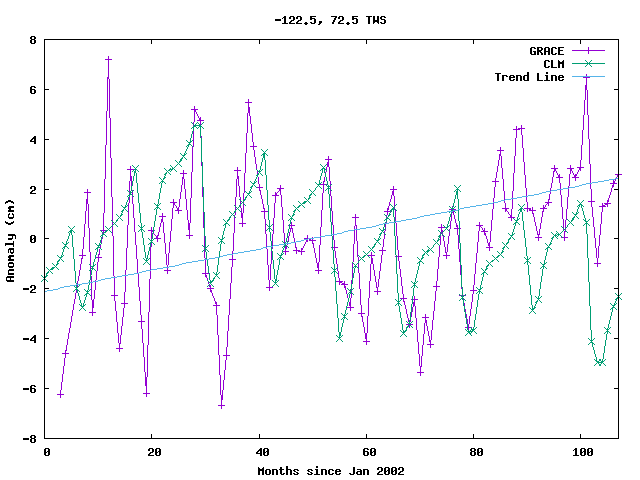 -122.5, 72.5 TWS
GRACE
CLM
Trend Line
8
6
4
2
0
-2
-4
-6
-8
Anomaly (cm)
0 20 40 60 80 100
Months since Jan 2002